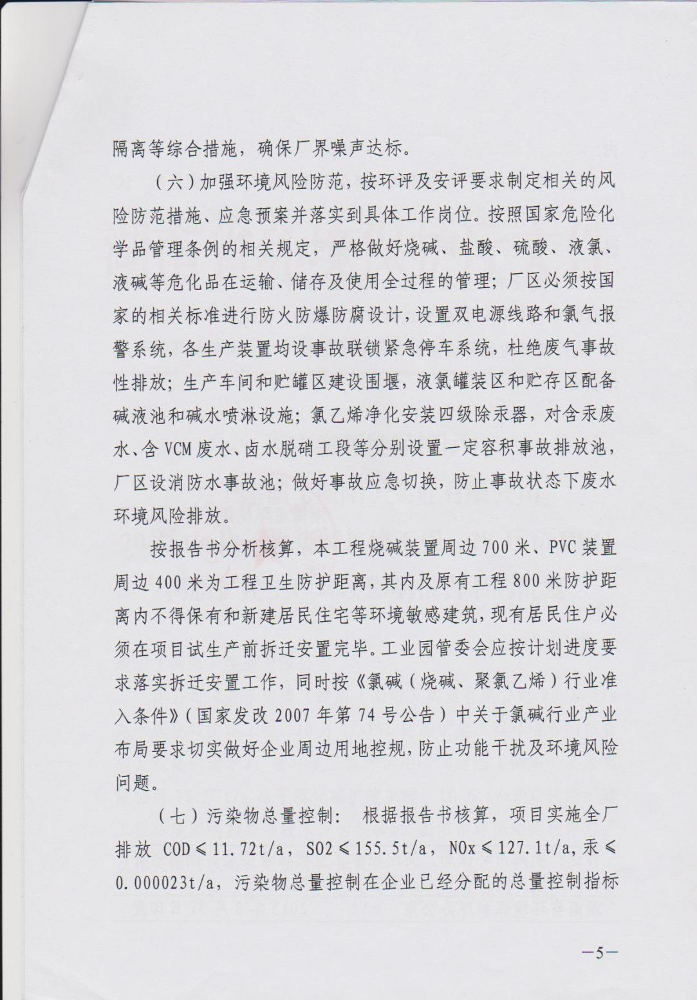 隔离等综合措施，确保厂界噪声达标。
（六）加强环境风险防范，按环评及安评要求制定相关的风
险防范措施、应急预案并落实到具体工作岗位。按照国家危险化
学品管理条例的相关规定，严格做好烧碱、盐酸、硫酸、液氯、
液碱等危化品在运输、储存及使用全过程的管理；厂区必须按国
家的相关标准进行防火防爆防腐设计，设置双电源线路和氯气报
警系统，各生产装置均设事故联锁紧急停车系统，杜绝废气事故
性排放；生产车间和贮罐区建设围堰，液氯罐装区和贮存区配备
碱液池和碱水喷淋设施；氯乙烯净化安装四级除汞器，对含汞废
水、含 VCM 废水、卤水脱硝工段等分别设置一定容积事故排放池，
厂区设消防水事故池；做好事故应急切换，防止事故状态下废水
环境风险排放。
按报告书分析核算，本工程烧碱装置周边 700 米、PVC 装置
周边 400 米为工程卫生防护距离，其内及原有工程 800 米防护距
离内不得保有和新建居民住宅等环境敏感建筑，现有居民住户必
须在项目试生产前拆迁安置完毕。工业园管委会应按计划进度要
求落实拆迁安置工作，同时按《氯碱（烧碱、聚氯乙烯）行业准
入条件》（国家发改 2007 年第 74 号公告）中关于氯碱行业产业
布局要求切实做好企业周边用地控规，防止功能干扰及环境风险
问题。
（七）污染物总量控制： 根据报告书核算，项目实施全厂
排放 COD≤11.72t/a，SO2≤155.5t/a，NOx≤127.1t/a,汞≤
0.000023t/a，污染物总量控制在企业已经分配的总量控制指标
—5—